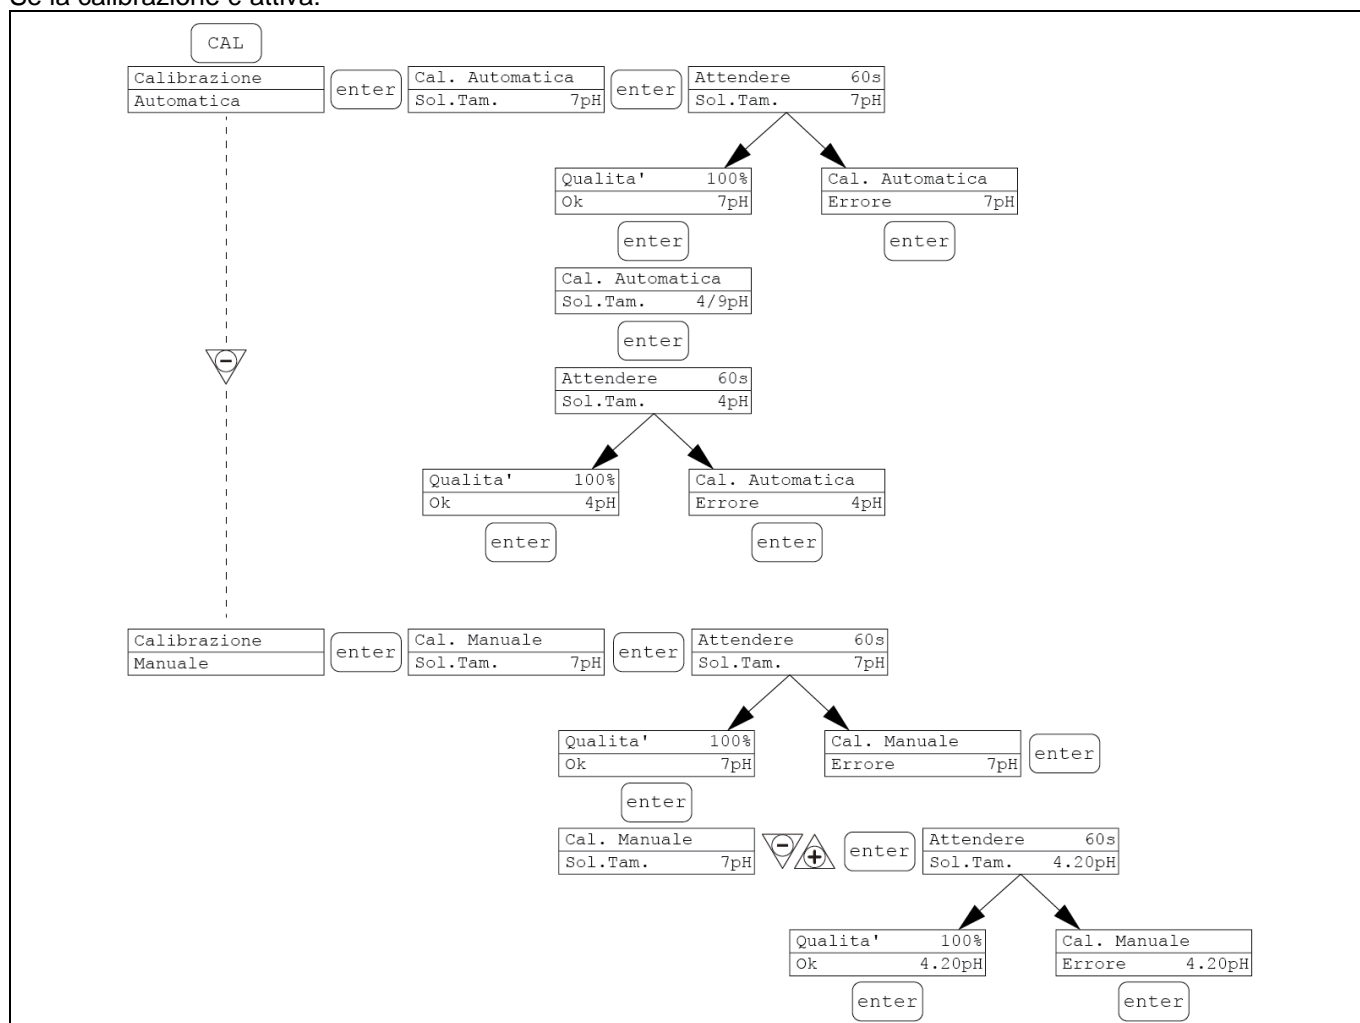 Se la calibrazione è attiva:
CAL
Calibrazione
Automatica
enter
Cal. Automatica
Sol.Tam. 7pH
enter
Attendere 60s
Sol.Tam. 7pH
Qualita' 100%
Ok 7pH
enter
Cal. Automatica
Errore 7pH
enter
Cal. Automatica
Sol.Tam. 4/9pH
enter
Attendere 60s
Sol.Tam. 4pH
Qualita' 100%
Ok 4pH
enter
Cal. Automatica
Errore 4pH
enter
Calibrazione
Manuale
enter
Cal. Manuale
Sol.Tam. 7pH
enter
Attendere 60s
Sol.Tam. 7pH
Qualita' 100%
Ok 7pH
enter
Cal. Manuale
Errore 7pH
enter
Cal. Manuale
Sol.Tam. 7pH
enter
Attendere 60s
Sol.Tam. 4.20pH
Qualita' 100%
Ok 4.20pH
enter
Cal. Manuale
Errore 4.20pH
enter